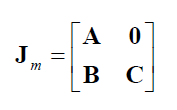 J_m = [A 0
B C]